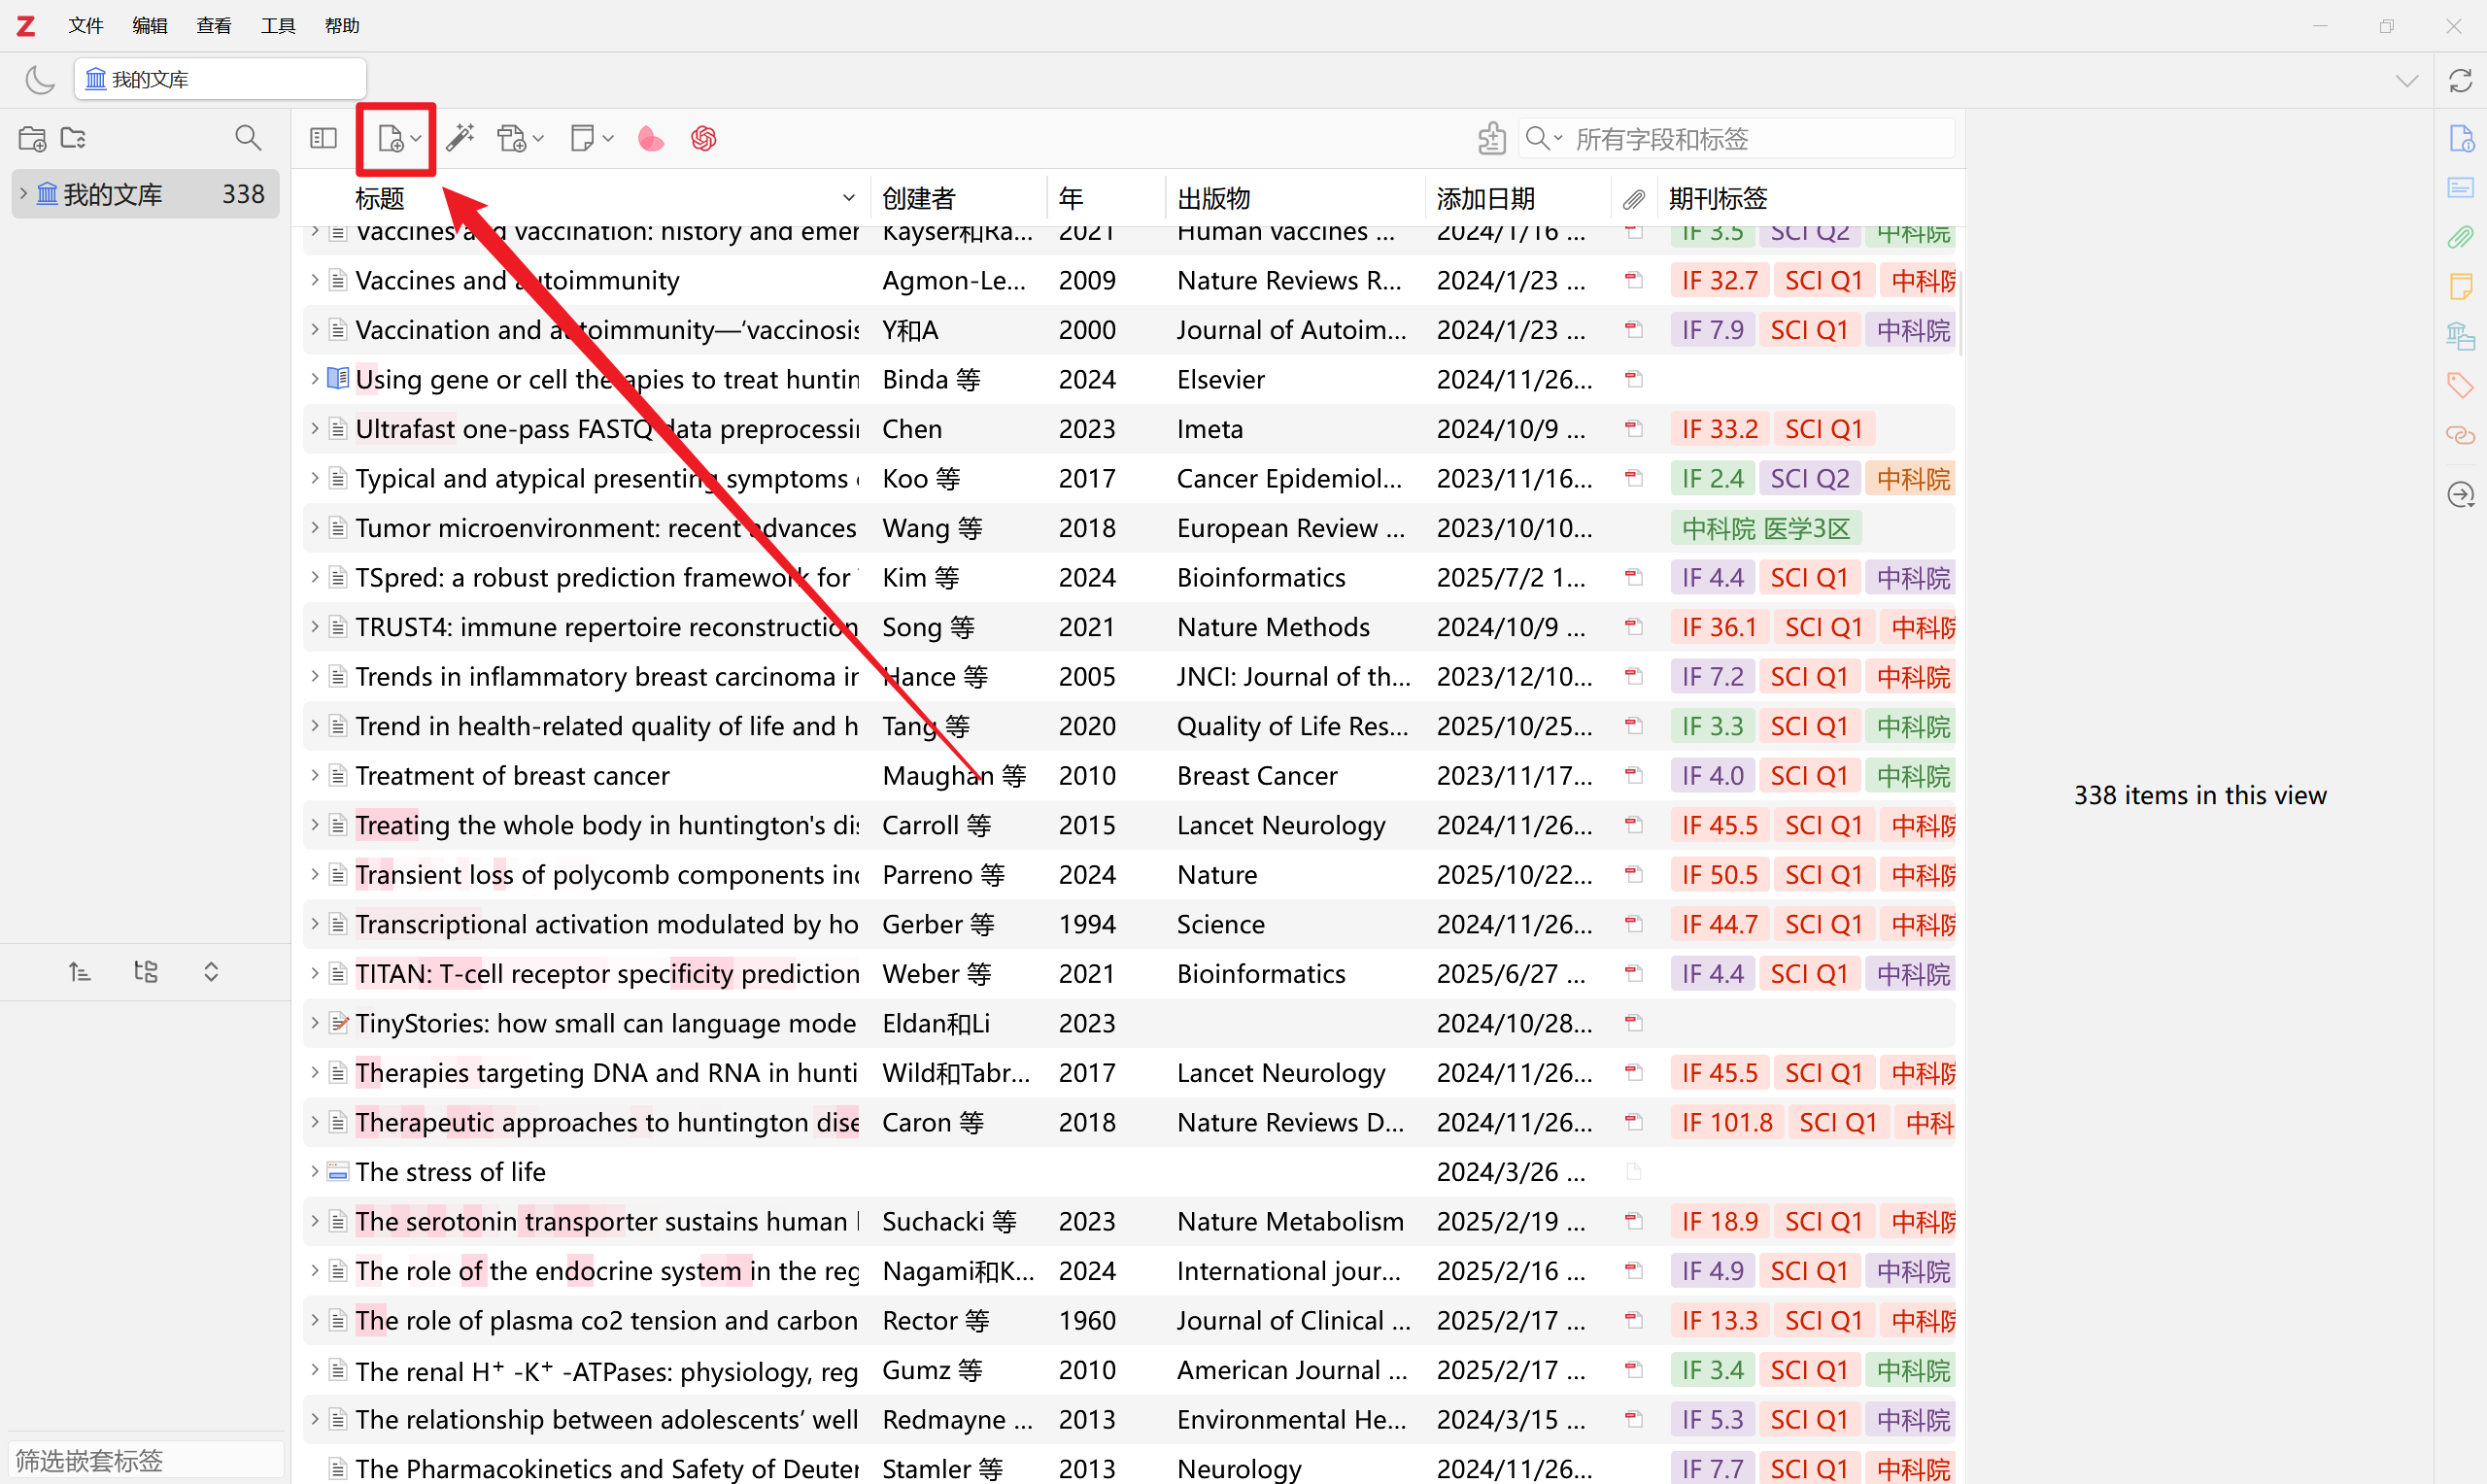 Z 文件 编辑 查看 工具 帮助
我的文库
所有字段和标签
我的文库 338
标题 创建者 年 出版物 添加日期 期刊标签
Vaccines and vaccination: history and emer Kayser和Ra... 2021 Human Vaccines ... 2024/1/16 ... IF 3.5 SCI Q2 中科院
Vaccines and autoimmunity Agmon-Le... 2009 Nature Reviews R... 2024/1/23 ... IF 32.7 SCI Q1 中科院
Vaccination and autoimmunity—‘vaccinosis Y和A 2000 Journal of Autoim... 2024/1/23 ... IF 7.9 SCI Q1 中科院
Using gene or cell therapies to treat huntin Binda 等 2024 Elsevier 2024/11/26...
Ultrafast one-pass FASTQ data preprocessi Chen 2023 Imeta 2024/10/9 ... IF 33.2 SCI Q1
Typical and atypical presenting symptoms Koo 等 2017 Cancer Epidemiol... 2023/11/16... IF 2.4 SCI Q2 中科院
Tumor microenvironment: recent advances Wang 等 2018 European Review ... 2023/10/10... 中科院 医学3区
TSpred: a robust prediction framework for Kim 等 2024 Bioinformatics 2025/7/2 1... IF 4.4 SCI Q1 中科院
TRUST4: immune repertoire reconstruction Song 等 2021 Nature Methods 2024/10/9 ... IF 36.1 SCI Q1 中科院
Trends in inflammatory breast carcinoma in Hance 等 2005 JNCI: Journal of th... 2023/12/10... IF 7.2 SCI Q1 中科院
Trend in health-related quality of life and h Tang 等 2020 Quality of Life Res... 2025/10/25... IF 3.3 SCI Q1 中科院
Treatment of breast cancer Maughan 等 2010 Breast Cancer 2023/11/17... IF 4.0 SCI Q1 中科院
338 items in this view
Treating the whole body in huntington's dis Carroll 等 2015 Lancet Neurology 2024/11/26... IF 45.5 SCI Q1 中科院
Transient loss of polycomb components ind Parreno 等 2024 Nature 2025/10/22... IF 50.5 SCI Q1 中科院
Transcriptional activation modulated by ho Gerber 等 1994 Science 2024/11/26... IF 44.7 SCI Q1 中科院
TITAN: T-cell receptor specificity prediction Weber 等 2021 Bioinformatics 2025/6/27 ... IF 4.4 SCI Q1 中科院
TinyStories: how small can language mode Eldan和Li 2023 2024/10/28...
Therapies targeting DNA and RNA in hunti Wild和Tabr... 2017 Lancet Neurology 2024/11/26... IF 45.5 SCI Q1 中科院
Therapeutic approaches to huntington dise Caron 等 2018 Nature Reviews D... 2024/11/26... IF 101.8 SCI Q1 中科
The stress of life 2024/3/26 ...
The serotonin transporter sustains human Suchacki 等 2023 Nature Metabolism 2025/2/19 ... IF 18.9 SCI Q1 中科院
The role of the endocrine system in the reg Nagami和K... 2024 International jour... 2025/2/16 ... IF 4.9 SCI Q1 中科院
The role of plasma co2 tension and carbon Rector 等 1960 Journal of Clinical ... 2025/2/17 ... IF 13.3 SCI Q1 中科院
The renal H⁺ -K⁺ -ATPases: physiology, reg Gumz 等 2010 American Journal ... 2025/2/17 ... IF 3.4 SCI Q1 中科院
The relationship between adolescents’ well Redmayne ... 2013 Environmental He... 2024/3/15 ... IF 5.3 SCI Q1 中科院
The Pharmacokinetics and Safety of Deuter Stamler 等 2013 Neurology 2024/11/26... IF 7.7 SCI Q1 中科院
筛选嵌套标签